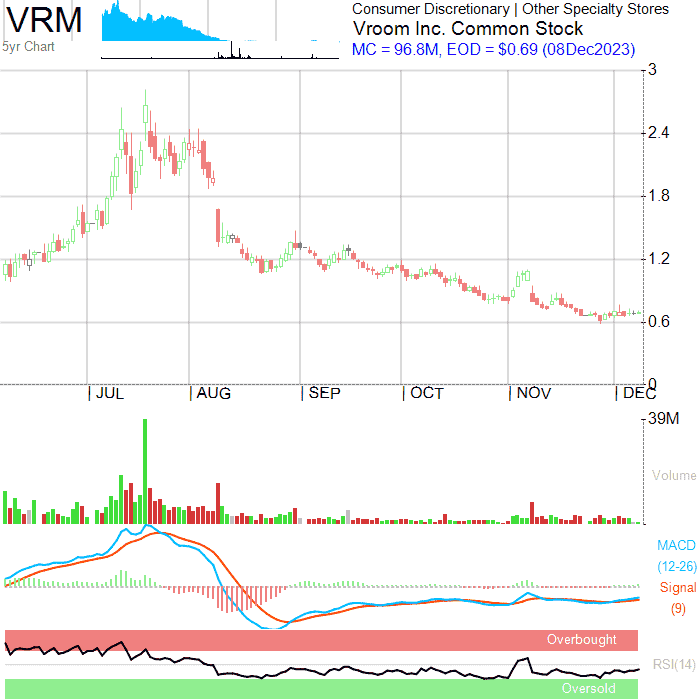 VRM
5yr Chart
Consumer Discretionary | Other Specialty Stores
Vroom Inc. Common Stock
MC = 96.8M, EOD = $0.69 (08Dec2023)
3
2.4
1.8
1.2
0.6
0
JUL AUG SEP OCT NOV DEC
39M
Volume
MACD
(12-26)
Signal
(9)
Overbought
RSI(14)
Oversold